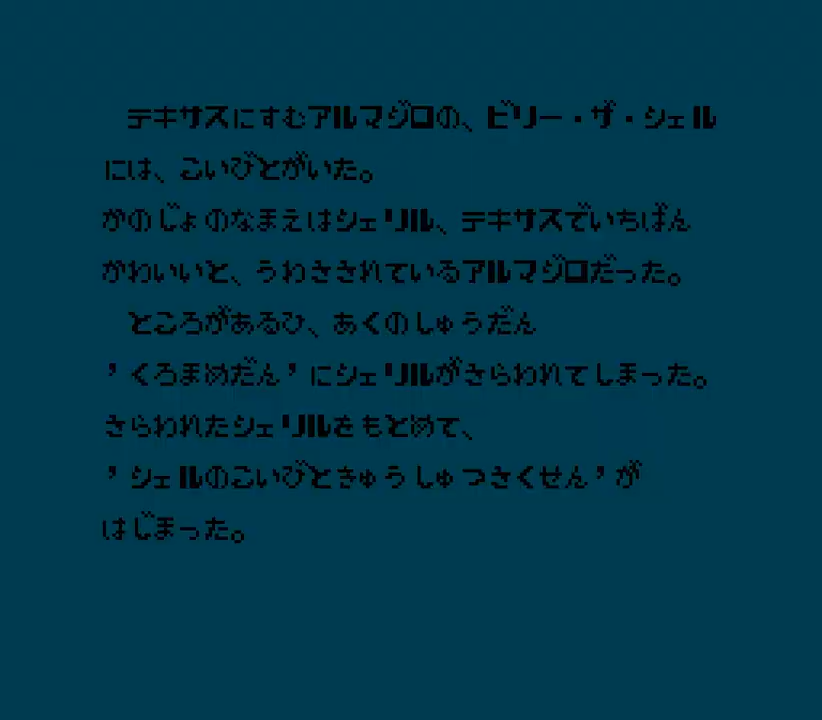 テキサスにすむアルマジロの、ビリー・ザ・シェル
には、こいびとがいた。
かのじょのなまえはシェリル、テキサスでいちばん
かわいいと、うわさされているアルマジロだった。
ところがあるひ、あくのしゅうだん
’くろまめだん’にシェリルがさらわれてしまった。
さらわれたシェリルをもとめて、
’シェルのこいびときゅうしゅつさくせん’が
はじまった。